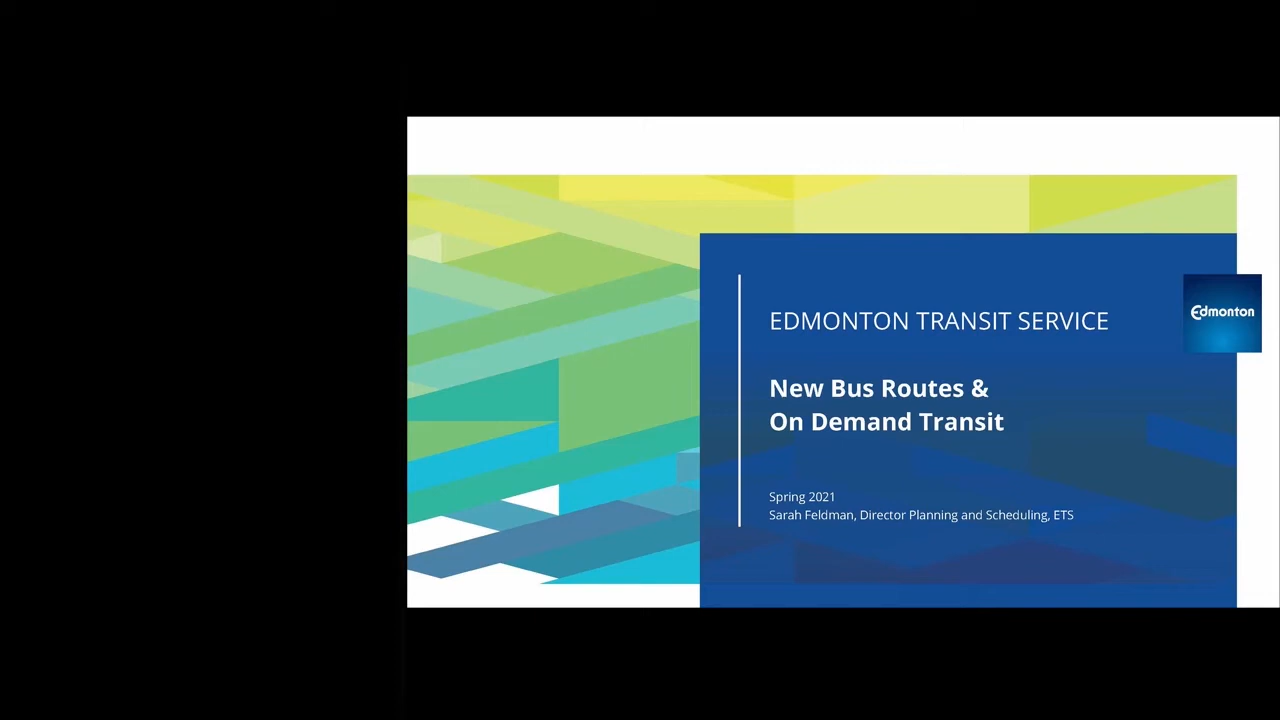 EDMONTON TRANSIT SERVICE
Edmonton
New Bus Routes &
On Demand Transit
Spring 2021
Sarah Feldman, Director Planning and Scheduling, ETS